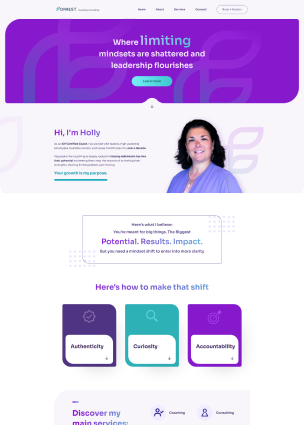 FORREST
Home
About
Services
Contact
Where limiting
mindsets are shattered and
leadership flourishes
Learn more
Hi, I'm Holly
Your growth is my purpose.
Here's what I believe:
You're meant for big things. The Biggest
Potential. Results. Impact.
But you need a mindset shift to enter into more clarity
Here's how to make that shift
Authenticity
Curiosity
Accountability
Discover my
main services:
Coaching
Consulting